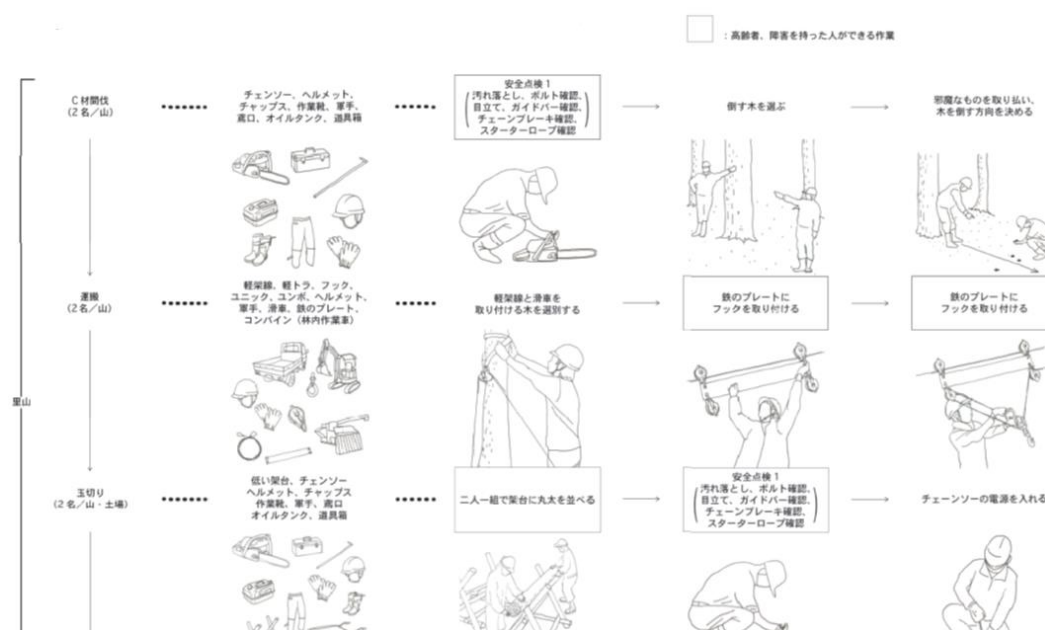 ：高齢者、障害を持った人ができる作業
里山
C材間伐
(2名／山)
チェンソー、ヘルメット、
チャップス、作業靴、軍手、
鳶口、オイルタンク、道具箱
安全点検1
(汚れ落とし、ボルト確認、
目立て、ガイドバー確認、
チェーンブレーキ確認、
スターターロープ確認)
倒す木を選ぶ
邪魔なものを取り払い、
木を倒す方向を決める
運搬
(2名／山)
軽架線、軽トラ、フック、
ユニック、ユンボ、ヘルメット、
軍手、滑車、鉄のプレート、
コンバイン（林内作業車）
軽架線と滑車を
取り付ける木を選別する
鉄のプレートに
フックを取り付ける
鉄のプレートに
フックを取り付ける
玉切り
(2名／山・土場)
低い架台、チェンソー
ヘルメット、チャップス
作業靴、軍手、鳶口
オイルタンク、道具箱
二人一組で架台に丸太を並べる
安全点検1
(汚れ落とし、ボルト確認、
目立て、ガイドバー確認、
チェーンブレーキ確認、
スターターロープ確認)
チェーンソーの電源を入れる